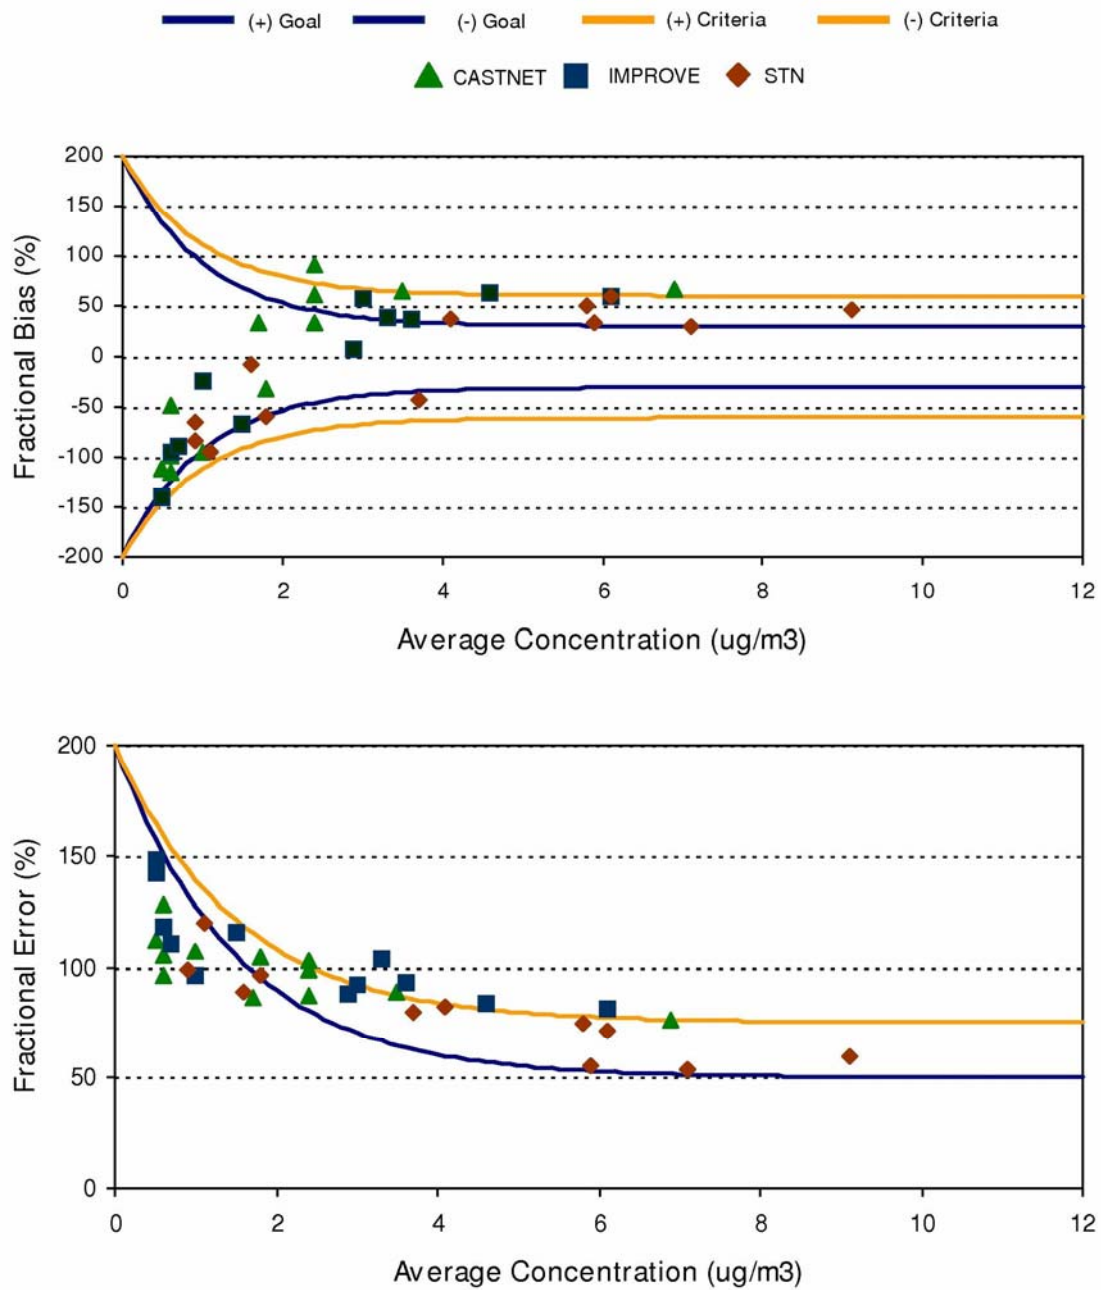 (+) Goal (-) Goal (+) Criteria (-) Criteria
CASTNET IMPROVE STN
200
150
100
50
0
-50
-100
-150
-200
Fractional Bias (%)
0 2 4 6 8 10 12
Average Concentration (ug/m3)
200
150
100
50
0
Fractional Error (%)
0 2 4 6 8 10 12
Average Concentration (ug/m3)